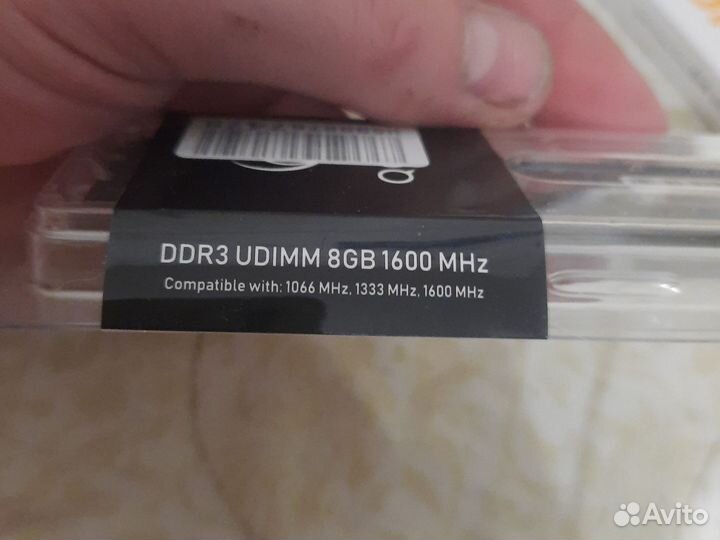 DDR3 UDIMM 8GB 1600 MHz
Compatible with: 1066 MHz, 1333 MHz, 1600 MHz
Avito